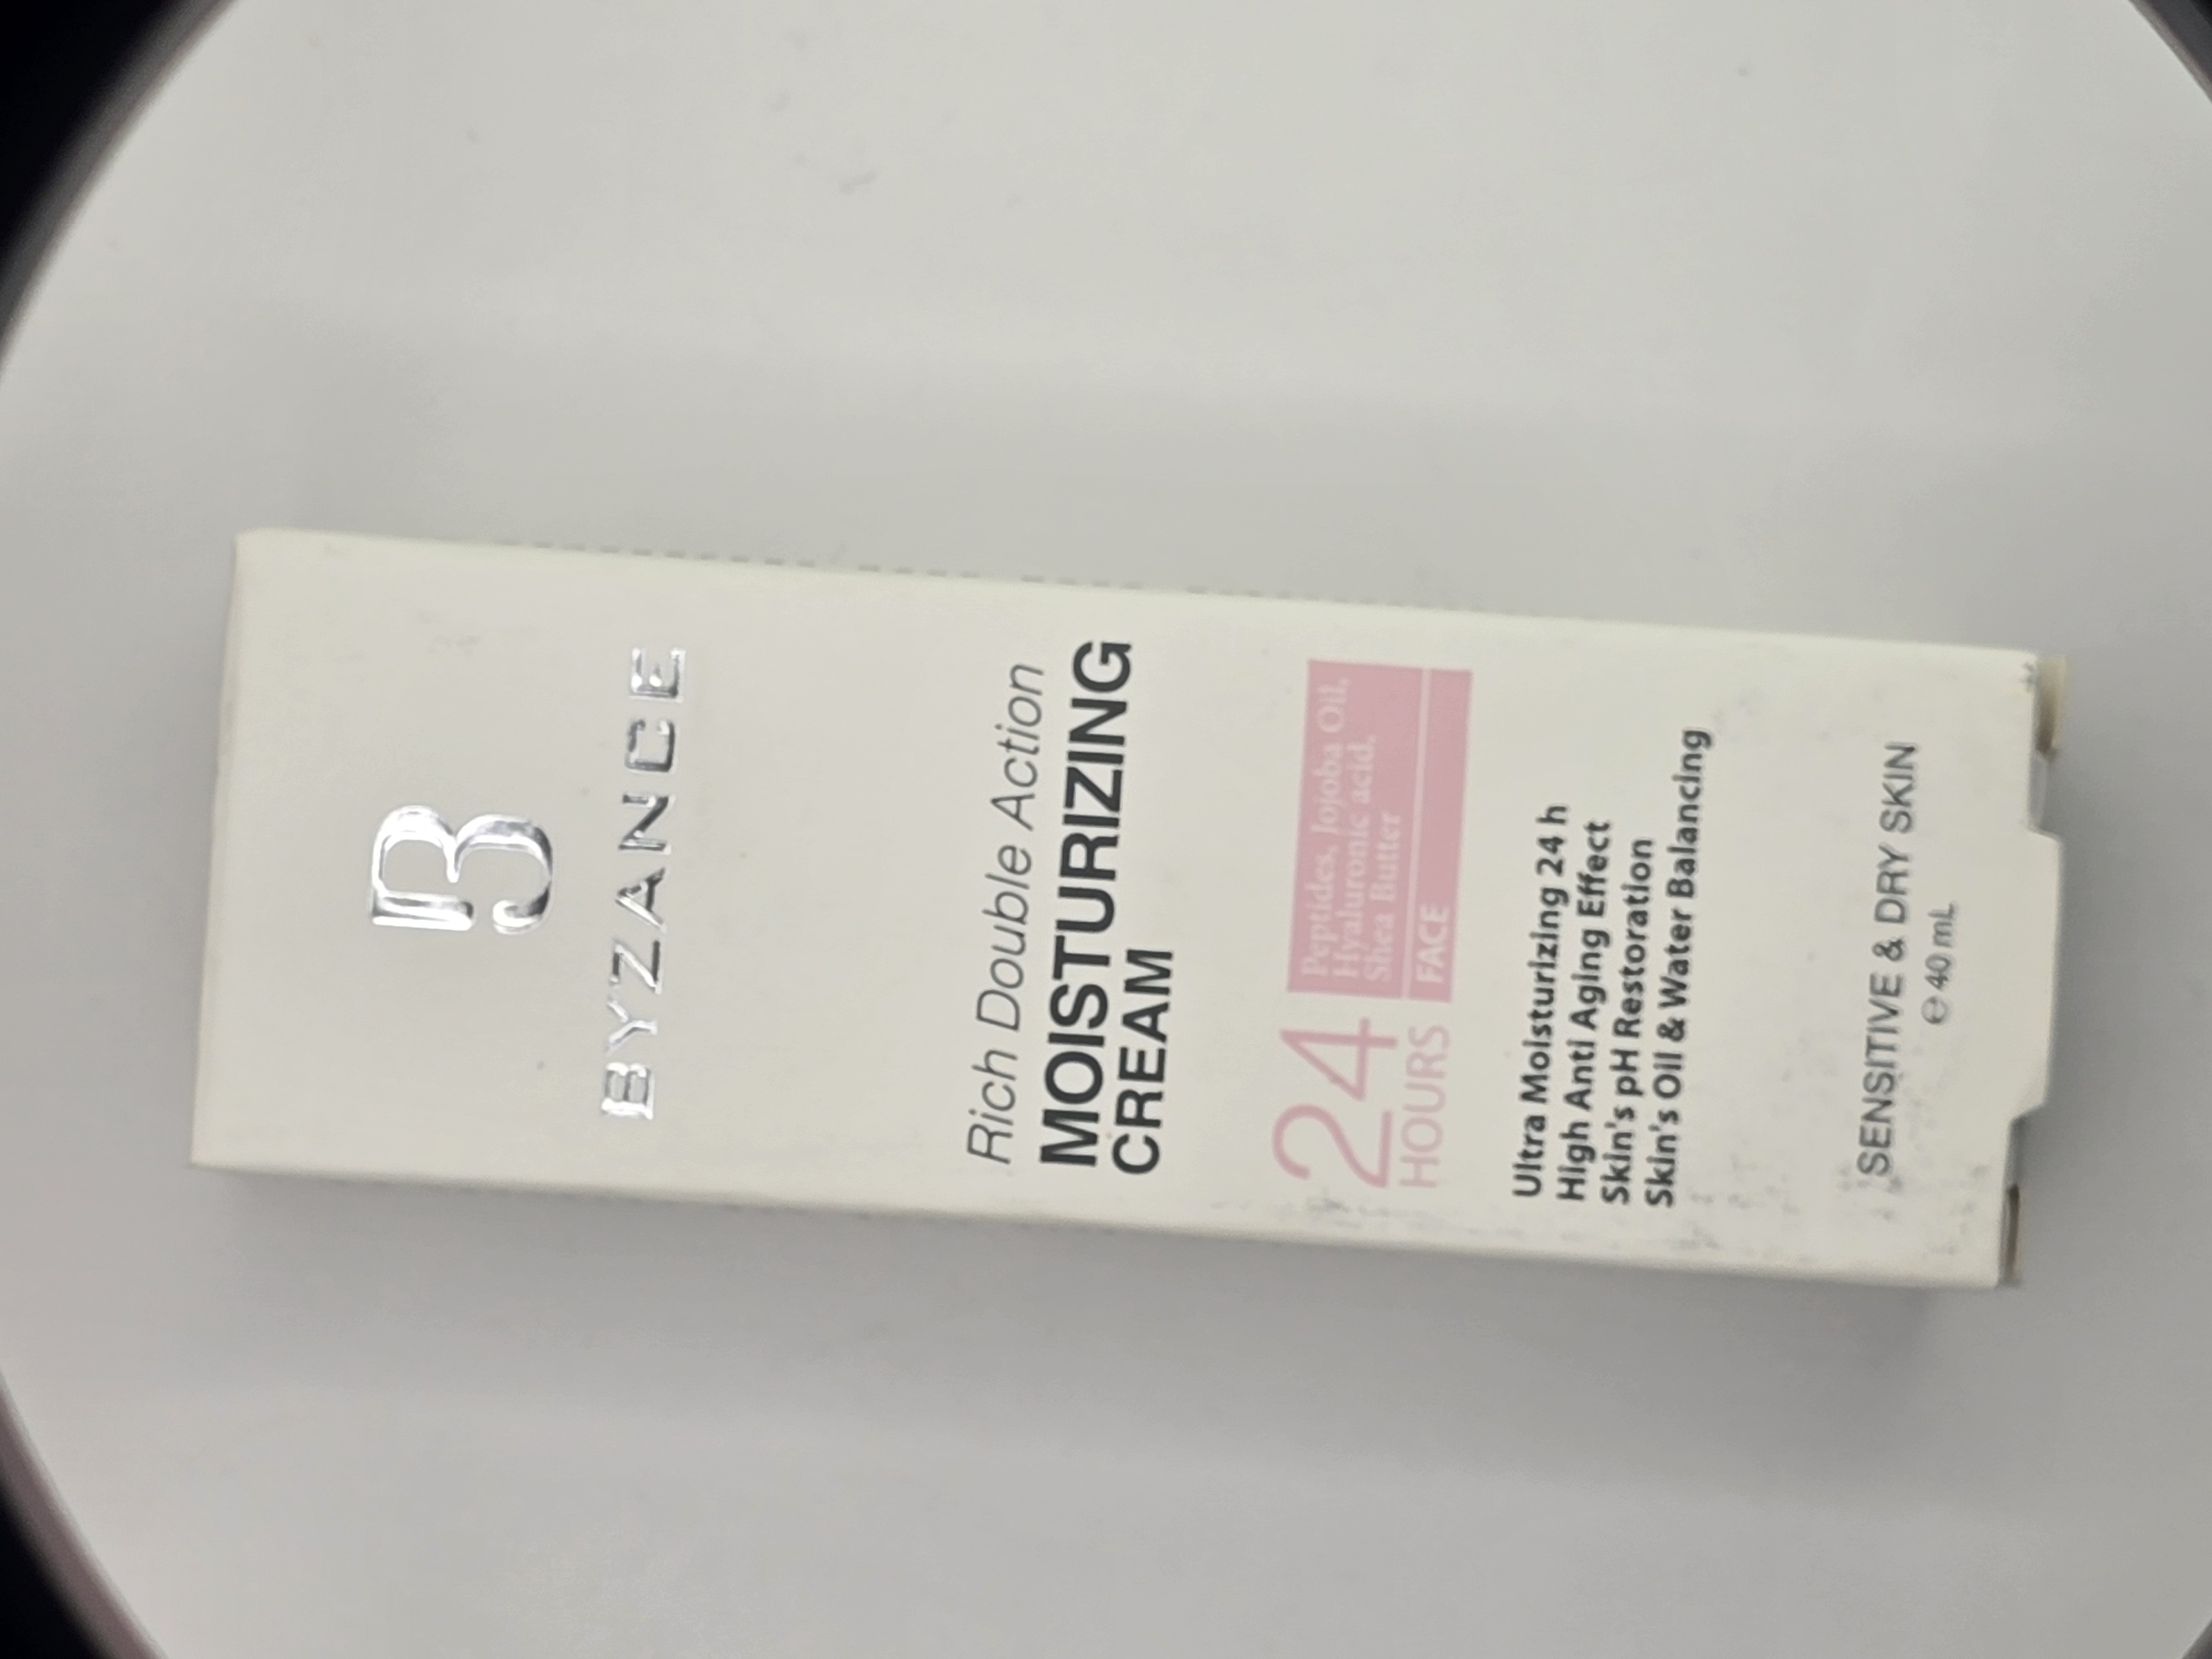 B
BYZANCE
Rich Double Action
MOISTURIZING
CREAM
24
HOURS
Peptides, Jojoba Oil,
Hyaluronic acid,
Shea Butter
FACE
Ultra Moisturizing 24 h
High Anti Aging Effect
Skin's pH Restoration
Skin's Oil & Water Balancing
SENSITIVE & DRY SKIN
℮ 40 mL